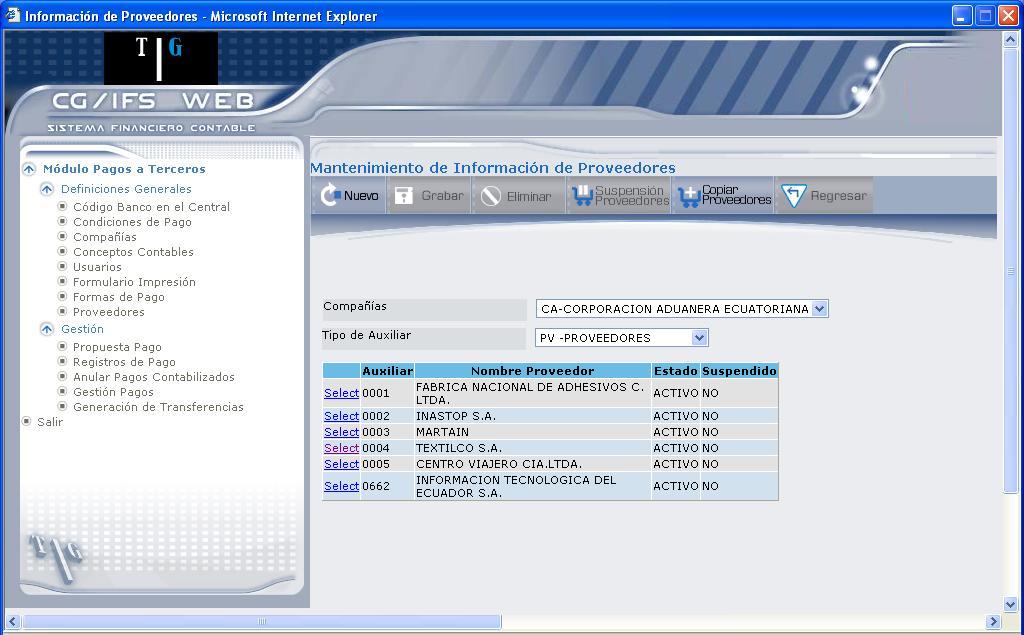 Información de Proveedores - Microsoft Internet Explorer
T G
CG/IFS WEB
SISTEMA FINANCIERO CONTABLE
Módulo Pagos a Terceros
Definiciones Generales
Código Banco en el Central
Condiciones de Pago
Compañías
Conceptos Contables
Usuarios
Formulario Impresión
Formas de Pago
Proveedores
Gestión
Propuesta Pago
Registros de Pago
Anular Pagos Contabilizados
Gestión Pagos
Generación de Transferencias
Salir
T G
Mantenimiento de Información de Proveedores
Nuevo Grabar Eliminar Suspensión Proveedores Copiar Proveedores Regresar
Compañías CA-CORPORACION ADUANERA ECUATORIANA
Tipo de Auxiliar PV -PROVEEDORES
Auxiliar Nombre Proveedor Estado Suspendido
Select 0001 FABRICA NACIONAL DE ADHESIVOS C. LTDA. ACTIVO NO
Select 0002 INASTOP S.A. ACTIVO NO
Select 0003 MARTAIN ACTIVO NO
Select 0004 TEXTILCO S.A. ACTIVO NO
Select 0005 CENTRO VIAJERO CIA.LTDA. ACTIVO NO
Select 0662 INFORMACION TECNOLOGICA DEL ECUADOR S.A. ACTIVO NO